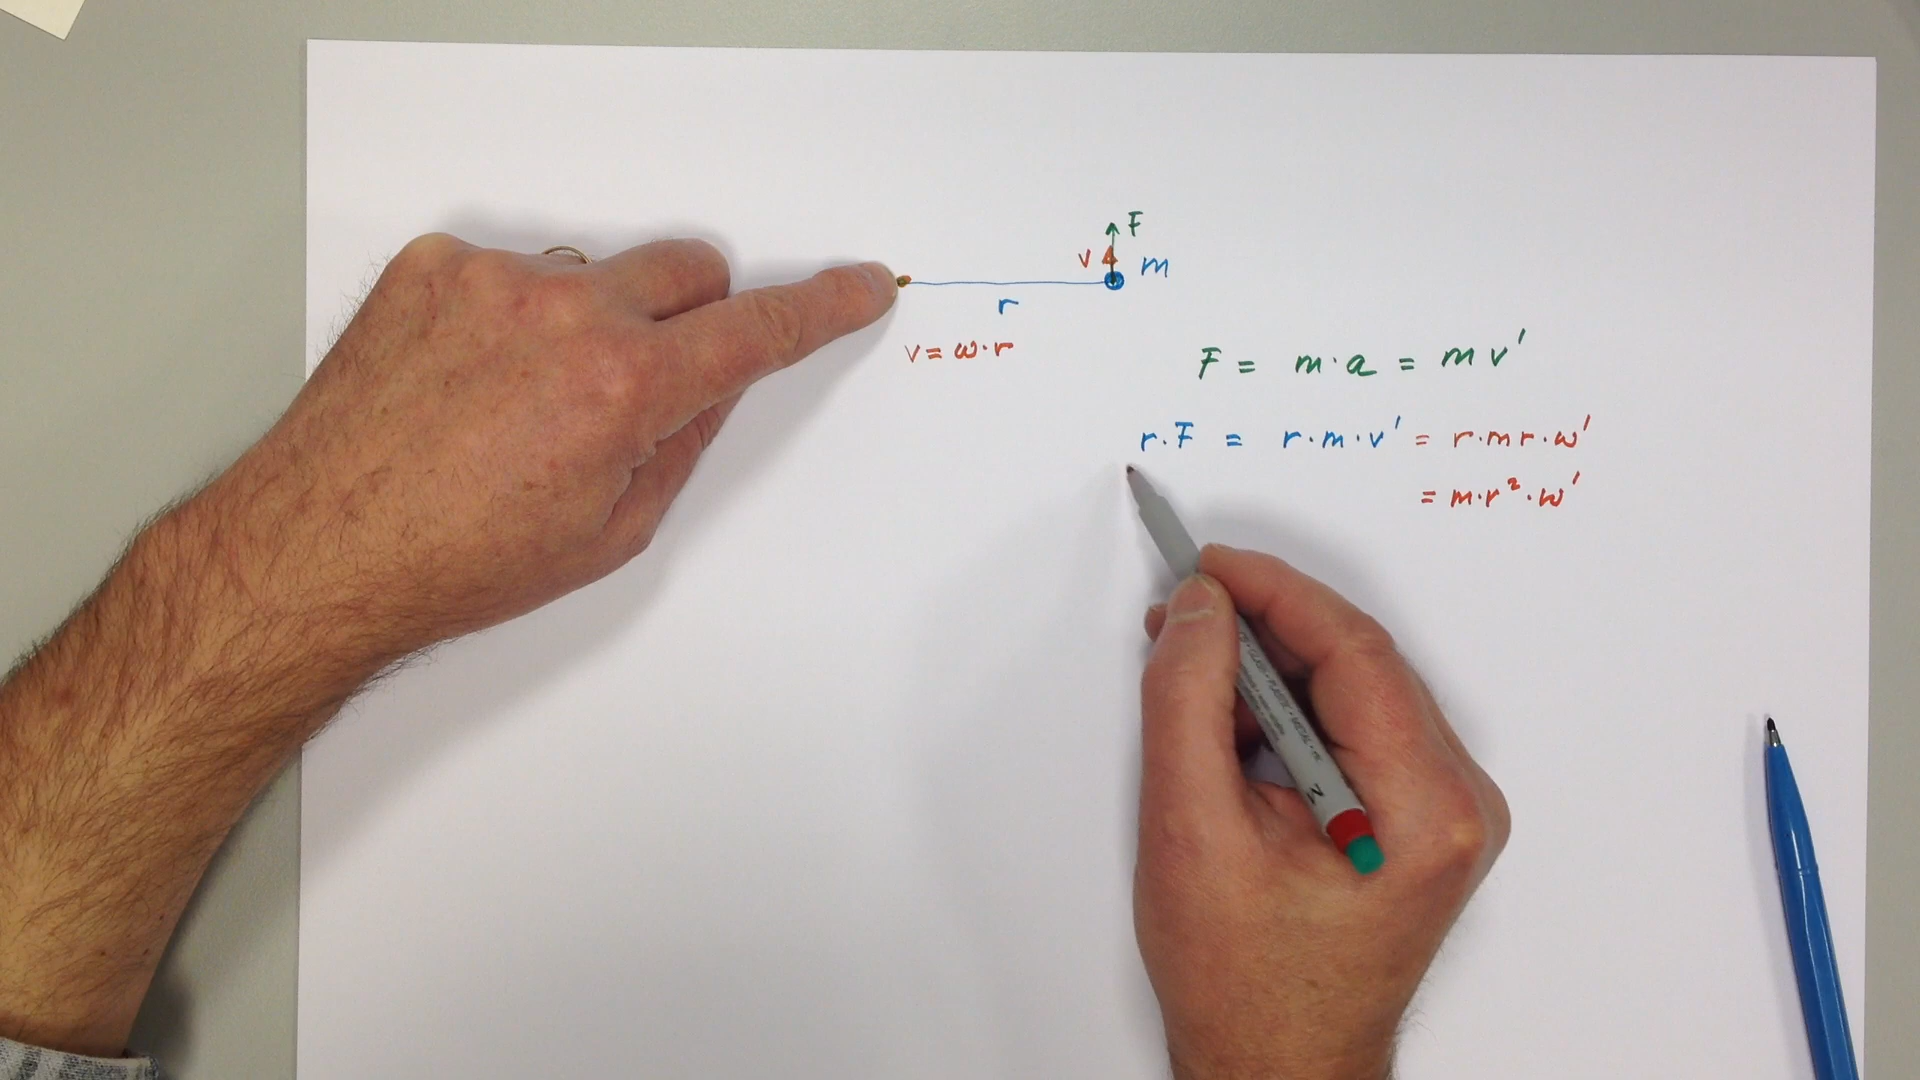 F
v m
r
v = ω·r
F = m·a = mv'
r·F = r·m·v' = r·mr·ω'
= m·r²·ω'
M